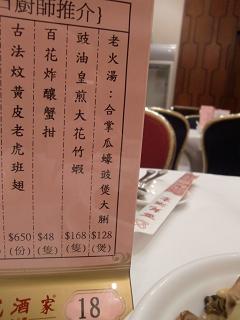 廚師推介}
老火湯:合掌瓜蠔豉煲大𦟌
$128
(煲)
豉油皇煎大花竹蝦
$168
(隻)
百花炸釀蟹拑
$48
(隻)
古法炆黃皮老虎班翅
$650
(份)
酒家
18